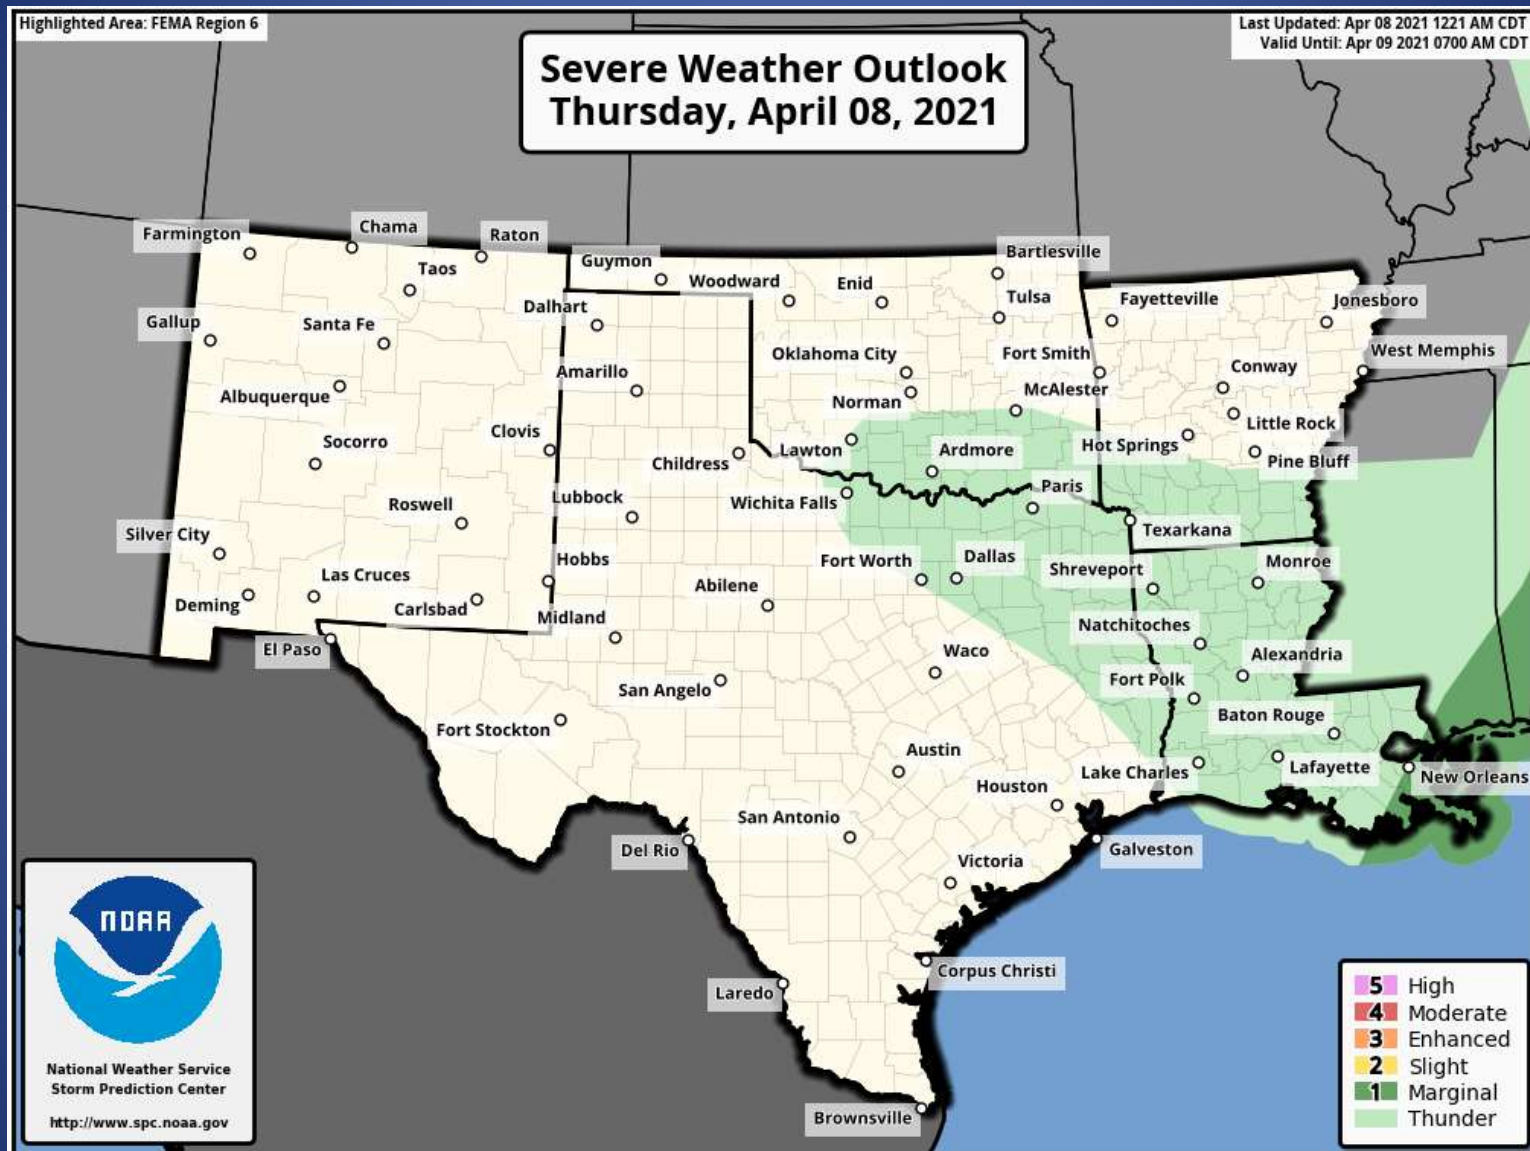 Highlighted Area: FEMA Region 6
Last Updated: Apr 08 2021 1221 AM CDT
Valid Until: Apr 09 2021 0700 AM CDT
Severe Weather Outlook
Thursday, April 08, 2021
Farmington
Chama
Raton
Taos
Guymon
Woodward
Enid
Bartlesville
Tulsa
Fayetteville
Jonesboro
Gallup
Santa Fe
Dalhart
Oklahoma City
Fort Smith
West Memphis
Albuquerque
Amarillo
Norman
McAlester
Conway
Socorro
Clovis
Childress
Lawton
Ardmore
Hot Springs
Little Rock
Pine Bluff
Roswell
Lubbock
Wichita Falls
Paris
Texarkana
Silver City
Las Cruces
Hobbs
Abilene
Fort Worth
Dallas
Shreveport
Monroe
Deming
Carlsbad
Midland
Natchitoches
El Paso
San Angelo
Waco
Fort Polk
Alexandria
Fort Stockton
Austin
Baton Rouge
Houston
Lake Charles
Lafayette
New Orleans
San Antonio
Del Rio
Victoria
Galveston
Corpus Christi
Laredo
Brownsville
NOAA
National Weather Service
Storm Prediction Center
http://www.spc.noaa.gov
5 High
4 Moderate
3 Enhanced
2 Slight
1 Marginal
Thunder